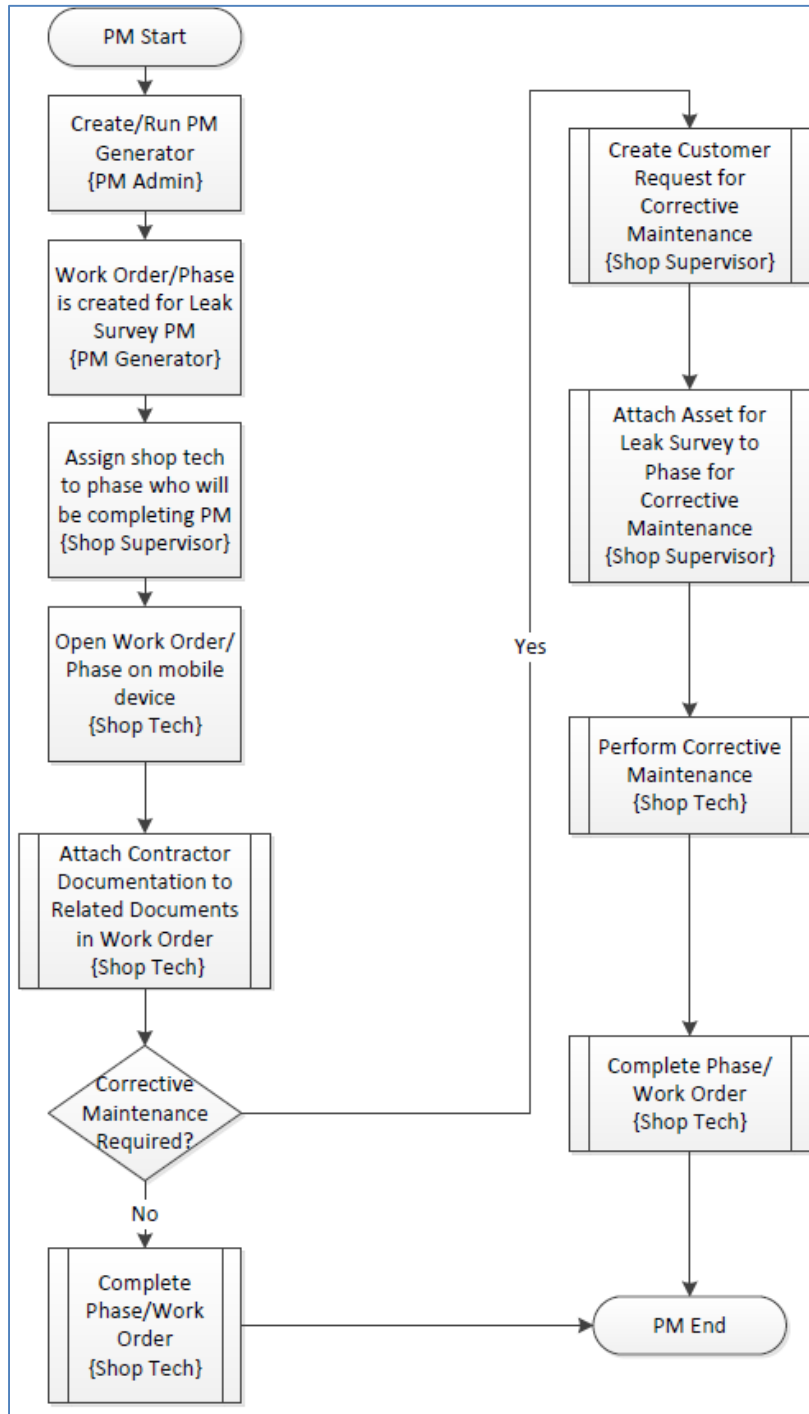 PM Start
Create/Run PM
Generator
{PM Admin}
Work Order/Phase
is created for Leak
Survey PM
{PM Generator}
Assign shop tech
to phase who will
be completing PM
{Shop Supervisor}
Open Work Order/
Phase on mobile
device
{Shop Tech}
Attach Contractor
Documentation to
Related Documents
in Work Order
{Shop Tech}
Corrective
Maintenance
Required?
No
Complete
Phase/Work
Order
{Shop Tech}
Yes
Create Customer
Request for
Corrective
Maintenance
{Shop Supervisor}
Attach Asset for
Leak Survey to
Phase for
Corrective
Maintenance
{Shop Supervisor}
Perform Corrective
Maintenance
{Shop Tech}
Complete Phase/
Work Order
{Shop Tech}
PM End